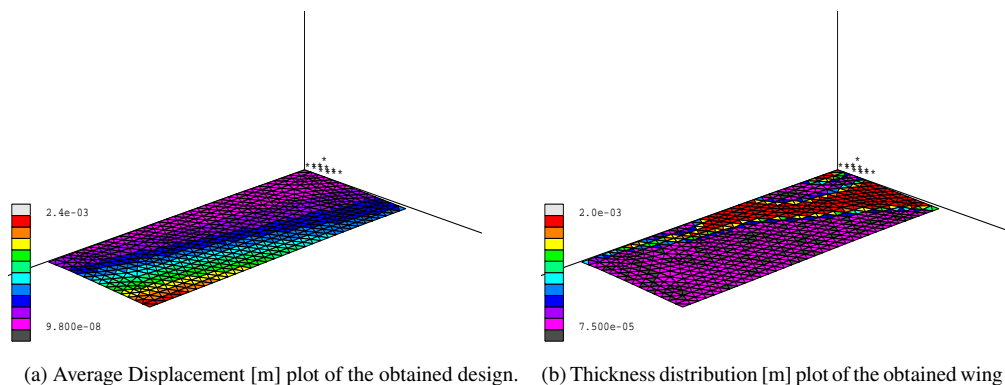 2.4e-03
9.800e-08
2.0e-03
7.500e-05
(a) Average Displacement [m] plot of the obtained design.
(b) Thickness distribution [m] plot of the obtained wing